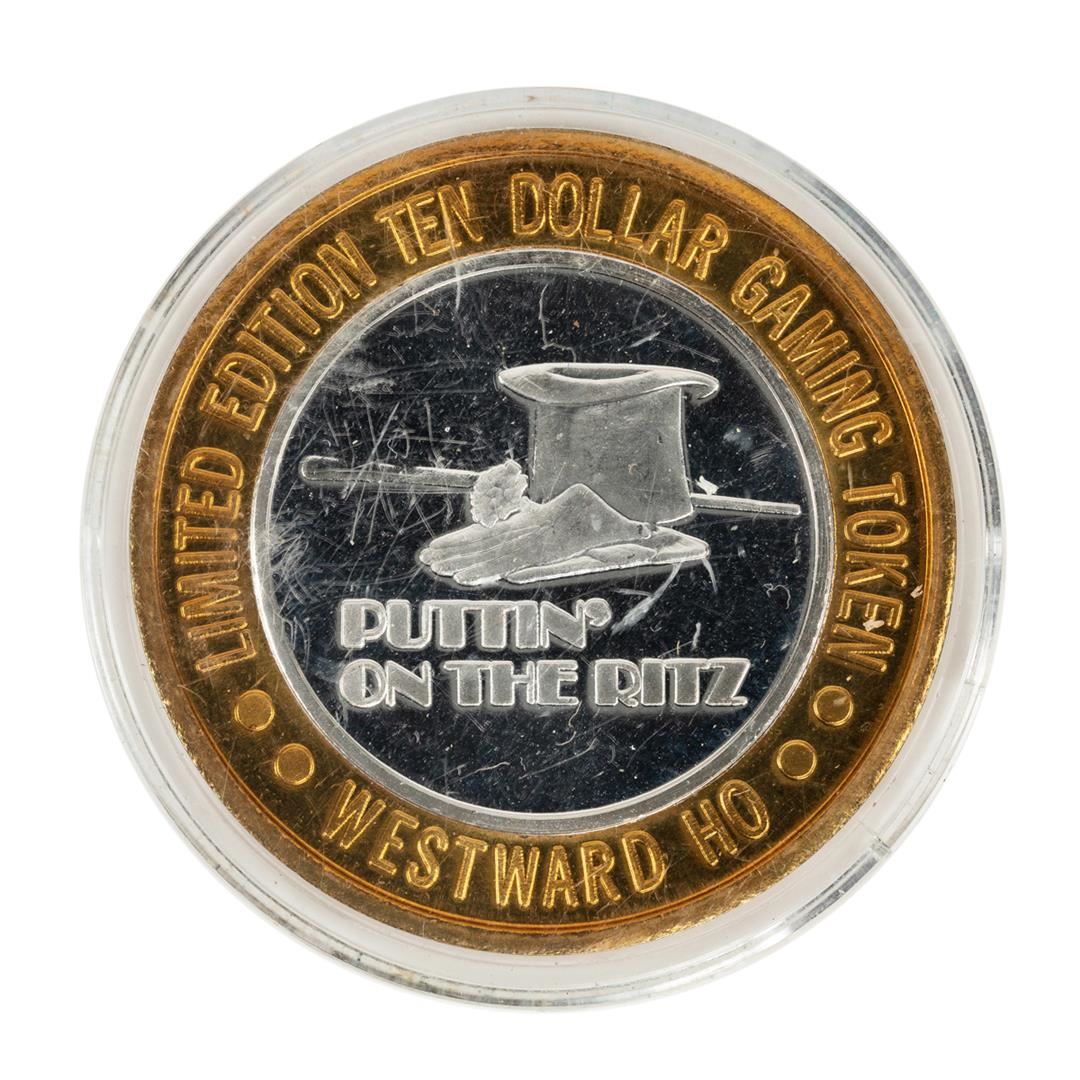 LIMITED EDITION TEN DOLLAR GAMING TOKEN
PUTTIN'
ON THE RITZ
WESTWARD HO